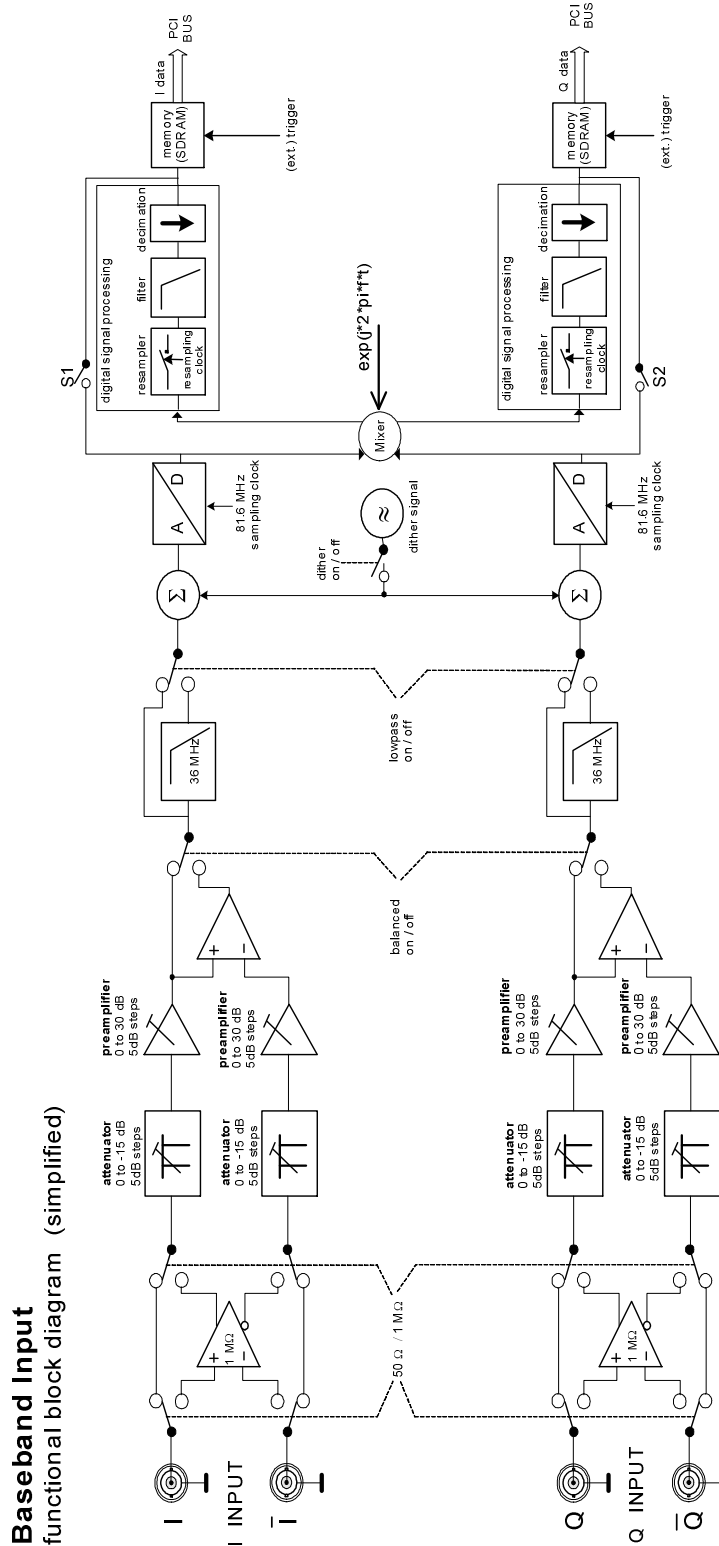 Baseband Input
functional block diagram (simplified)
I
I INPUT
I
50 Ω / 1 MΩ
+
1 MΩ
–
attenuator
0 to -15 dB
5dB steps
attenuator
0 to -15 dB
5dB steps
preamplifier
0 to 30 dB
5dB steps
preamplifier
0 to 30 dB
5dB steps
+
–
balanced
on / off
36 MHz
lowpass
on / off
Σ
dither
on / off
≈
dither signal
A
D
81.6 MHz
sampling clock
Mixer
exp(j*2*pi*f*t)
S1
digital signal processing
resampler
resampling
clock
filter
decimation
memory
(SDRAM)
(ext.) trigger
I data
PCI
BUS
Q
Q INPUT
Q
+
1 MΩ
–
attenuator
0 to -15 dB
5dB steps
attenuator
0 to -15 dB
5dB steps
preamplifier
0 to 30 dB
5dB steps
preamplifier
0 to 30 dB
5dB steps
+
–
36 MHz
Σ
A
D
81.6 MHz
sampling clock
S2
digital signal processing
resampler
resampling
clock
filter
decimation
memory
(SDRAM)
(ext.) trigger
Q data
PCI
BUS